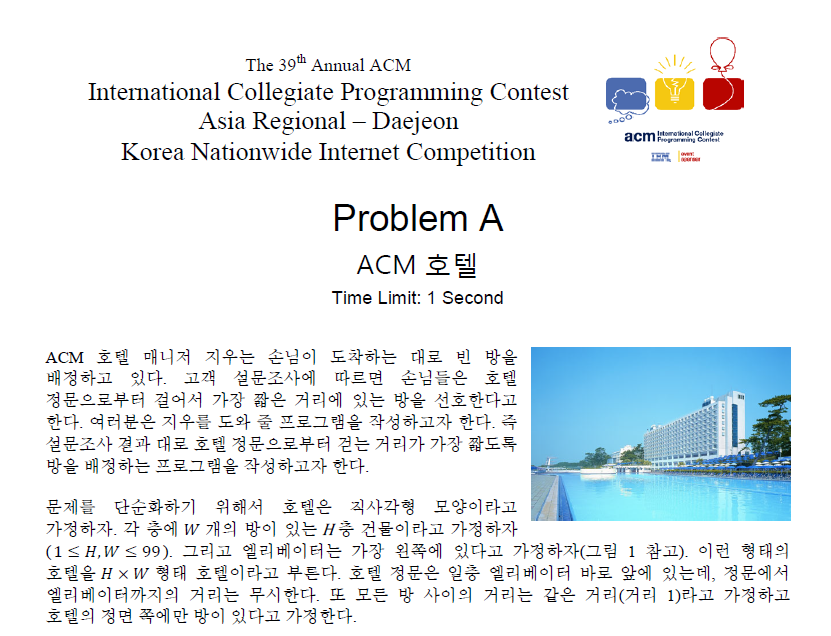 The 39th Annual ACM
International Collegiate Programming Contest
Asia Regional – Daejeon
Korea Nationwide Internet Competition
acm International Collegiate
Programming Contest
IBM. event sponsor
Problem A
ACM 호텔
Time Limit: 1 Second
ACM 호텔 매니저 지우는 손님이 도착하는 대로 빈 방을
배정하고 있다. 고객 설문조사에 따르면 손님들은 호텔
정문으로부터 걸어서 가장 짧은 거리에 있는 방을 선호한다고
한다. 여러분은 지우를 도와 줄 프로그램을 작성하고자 한다. 즉
설문조사 결과 대로 호텔 정문으로부터 걷는 거리가 가장 짧도록
방을 배정하는 프로그램을 작성하고자 한다.
문제를 단순화하기 위해서 호텔은 직사각형 모양이라고
가정하자. 각 층에 W 개의 방이 있는 H층 건물이라고 가정하자
(1 ≤ H, W ≤ 99). 그리고 엘리베이터는 가장 왼쪽에 있다고 가정하자(그림 1 참고). 이런 형태의
호텔을 H × W 형태 호텔이라고 부른다. 호텔 정문은 일층 엘리베이터 바로 앞에 있는데, 정문에서
엘리베이터까지의 거리는 무시한다. 또 모든 방 사이의 거리는 같은 거리(거리 1)라고 가정하고
호텔의 정면 쪽에만 방이 있다고 가정한다.